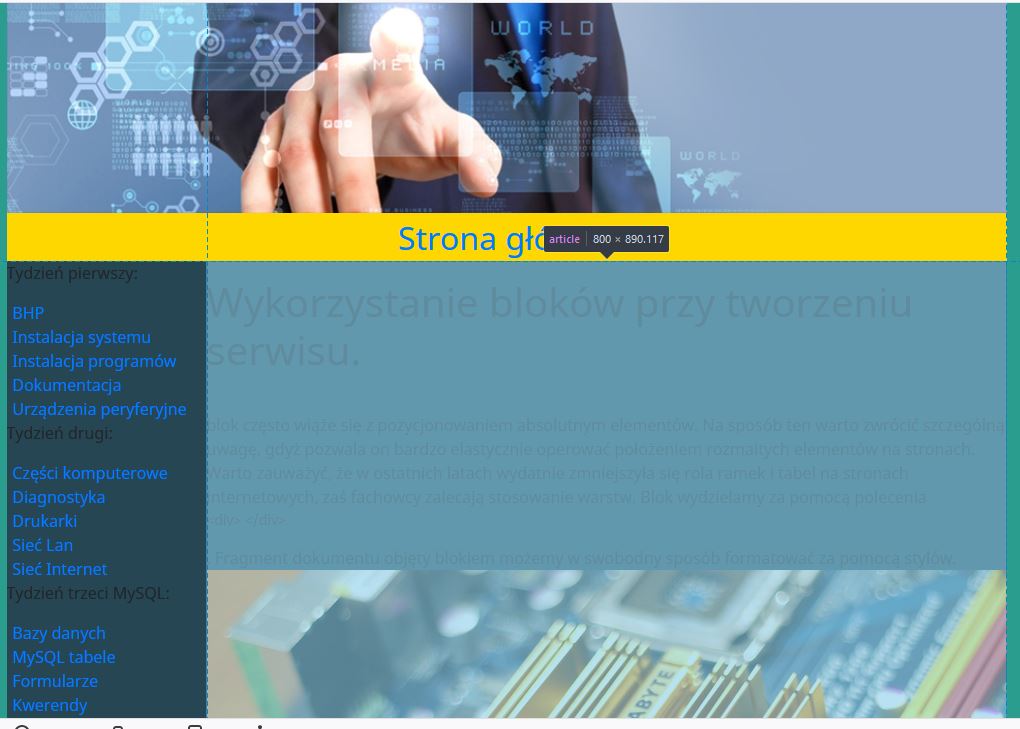 WORLD
MEDIA
WORLD
Strona głó
article 800 × 890.117
Tydzień pierwszy:
BHP
Instalacja systemu
Instalacja programów
Dokumentacja
Urządzenia peryferyjne
Tydzień drugi:
Części komputerowe
Diagnostyka
Drukarki
Sieć Lan
Sieć Internet
Tydzień trzeci MySQL:
Bazy danych
MySQL tabele
Formularze
Kwerendy
Wykorzystanie bloków przy tworzeniu
serwisu.
blok często wiąże się z pozycjonowaniem absolutnym elementów. Na sposób ten warto zwrócić szczególną
uwagę, gdyż pozwala on bardzo elastycznie operować położeniem rozmaitych elementów na stronach.
Warto zauważyć, że w ostatnich latach wydatnie zmniejszyła się rola ramek i tabel na stronach
internetowych, zaś fachowcy zalecają stosowanie warstw. Blok wydzielamy za pomocą polecenia
<div> </div>.
Fragment dokumentu objęty blokiem możemy w swobodny sposób formatować za pomocą stylów.
GABYTE